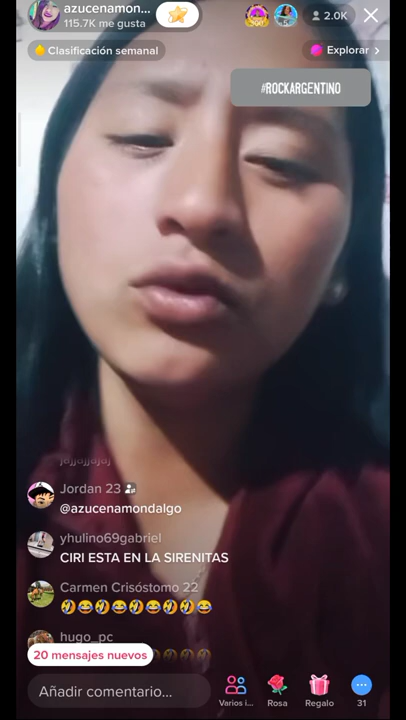 azucenamon...
115.7K me gusta
2.0K
Clasificación semanal
Explorar >
#ROCKARGENTINO
jajjajjajaj
Jordan 23
@azucenamondalgo
yhulino69gabriel
CIRI ESTA EN LA SIRENITAS
Carmen Crisóstomo 22
🤣😂🤣😂🤣😂🤣🤣😂
hugo_pc
20 mensajes nuevos
Añadir comentario...
Varios i...
Rosa
Regalo
31